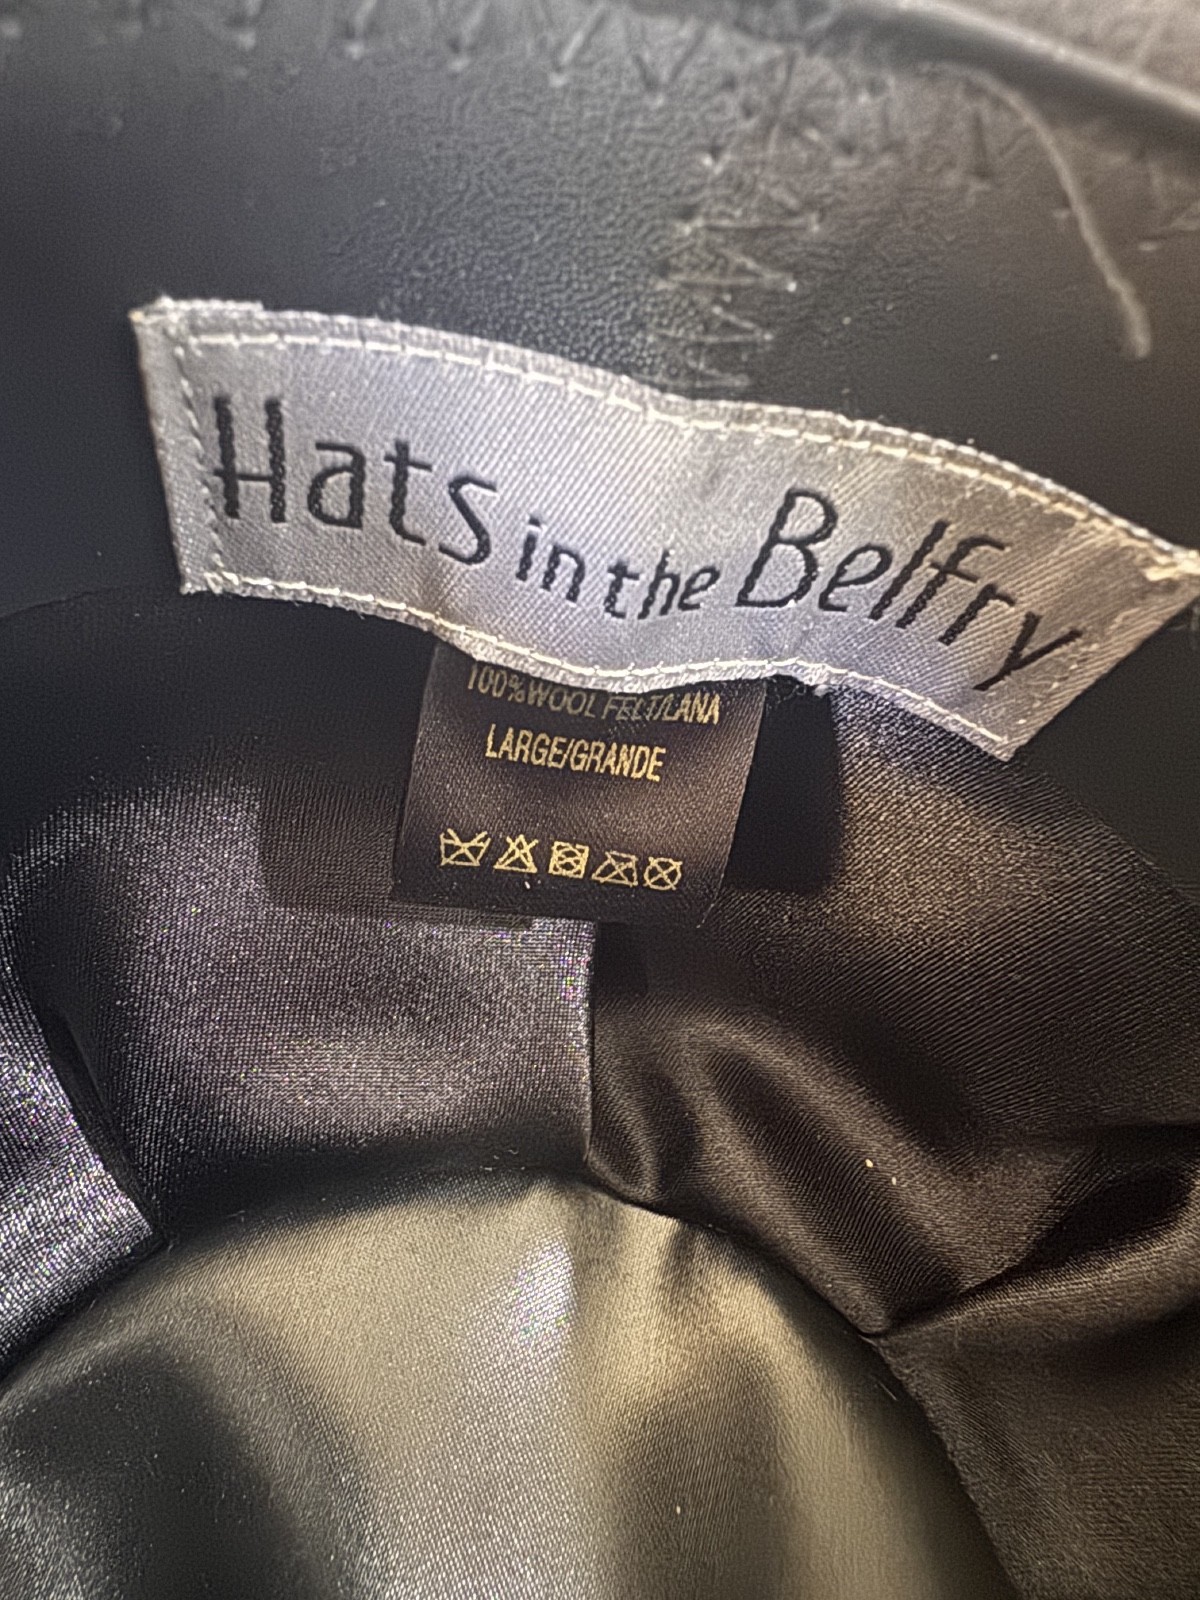 Hats in the Belfry
100% WOOL FELT/LANA
LARGE/GRANDE